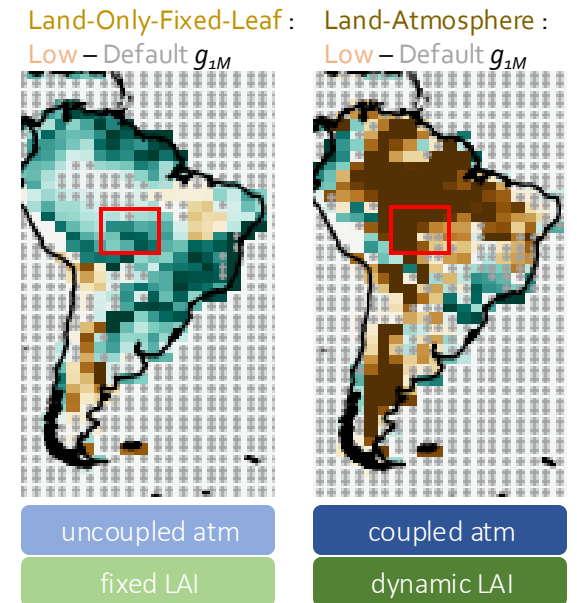 Land-Only-Fixed-Leaf :
Low – Default g1M
Land-Atmosphere :
Low – Default g1M
uncoupled atm
fixed LAI
coupled atm
dynamic LAI